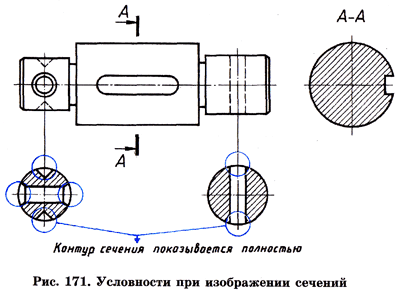 А
А–А
А
Контур сечения показывается полностью
Рис. 171. Условности при изображении сечений